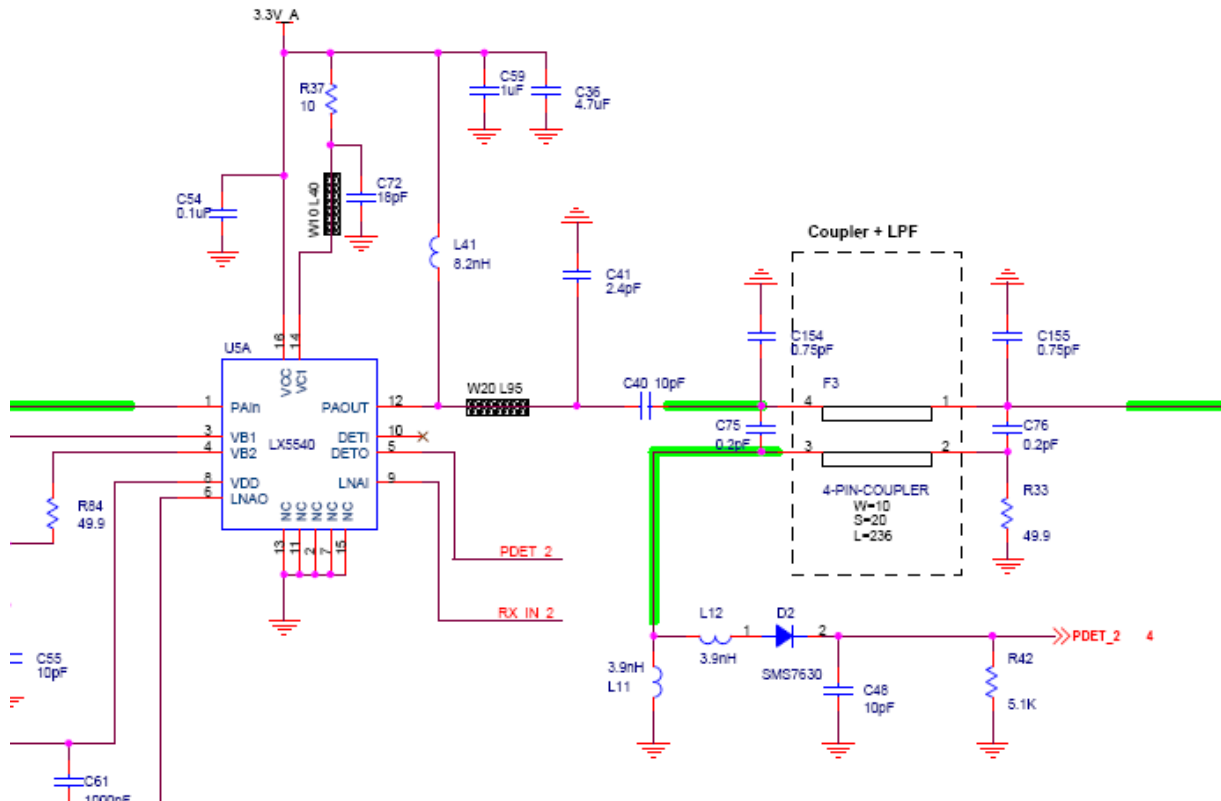 3.3V_A
R37
10
C59
1uF
C36
4.7uF
C54
0.1uF
W10 L40
C72
18pF
L41
8.2nH
C41
2.4pF
Coupler + LPF
C154
0.75pF
C155
0.75pF
U5A
16
14
VCC
VC1
W20 L95
C40 10pF
F3
4
1
1
PAIn
PAOUT
12
3
VB1
DETI
10
4
VB2
LX5540
DETO
5
8
VDD
LNAI
9
6
LNAO
C75
0.2pF
C76
0.2pF
3
2
4-PIN-COUPLER
W=10
S=20
L=236
R33
49.9
R84
49.9
NC
NC
NC
NC
NC
13
11
2
7
15
PDET_2
RX_IN_2
L12
3.9nH
1
D2
2
SMS7630
PDET_2 4
3.9nH
L11
C48
10pF
R42
5.1K
C55
10pF
C61
1000pF